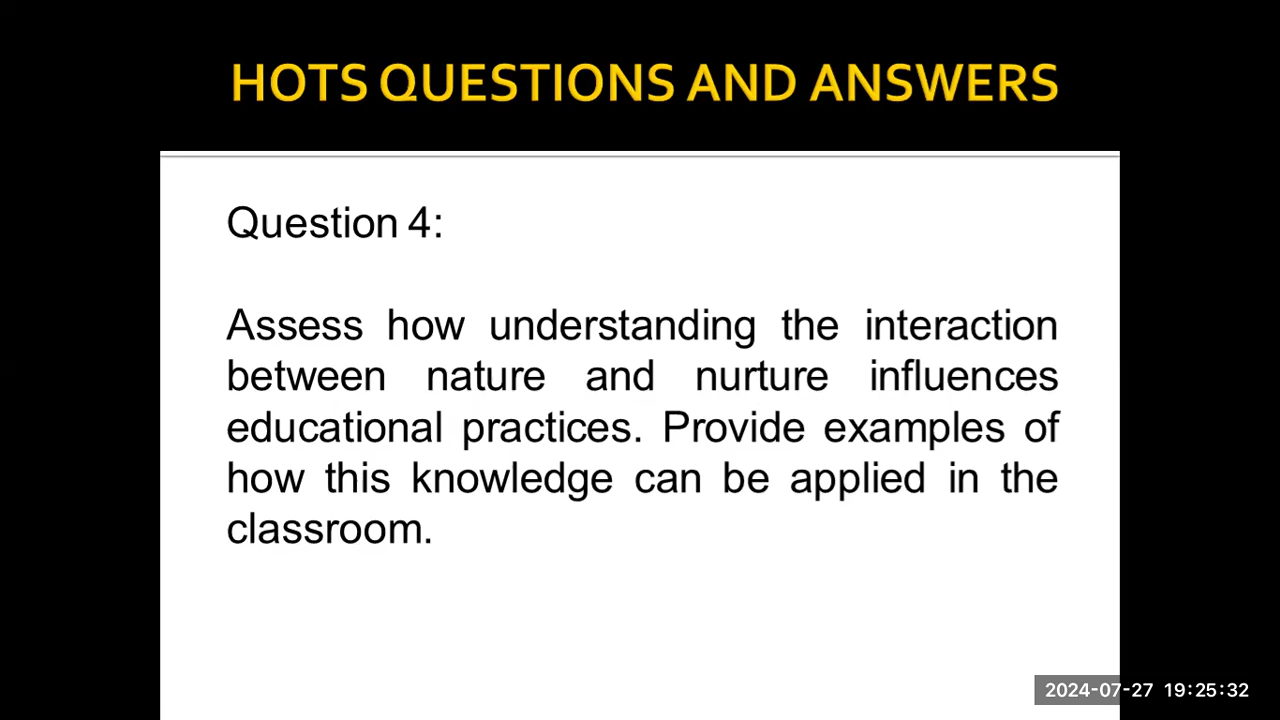 HOTS QUESTIONS AND ANSWERS
Question 4:
Assess how understanding the interaction
between nature and nurture influences
educational practices. Provide examples of
how this knowledge can be applied in the
classroom.
2024-07-27 19:25:32